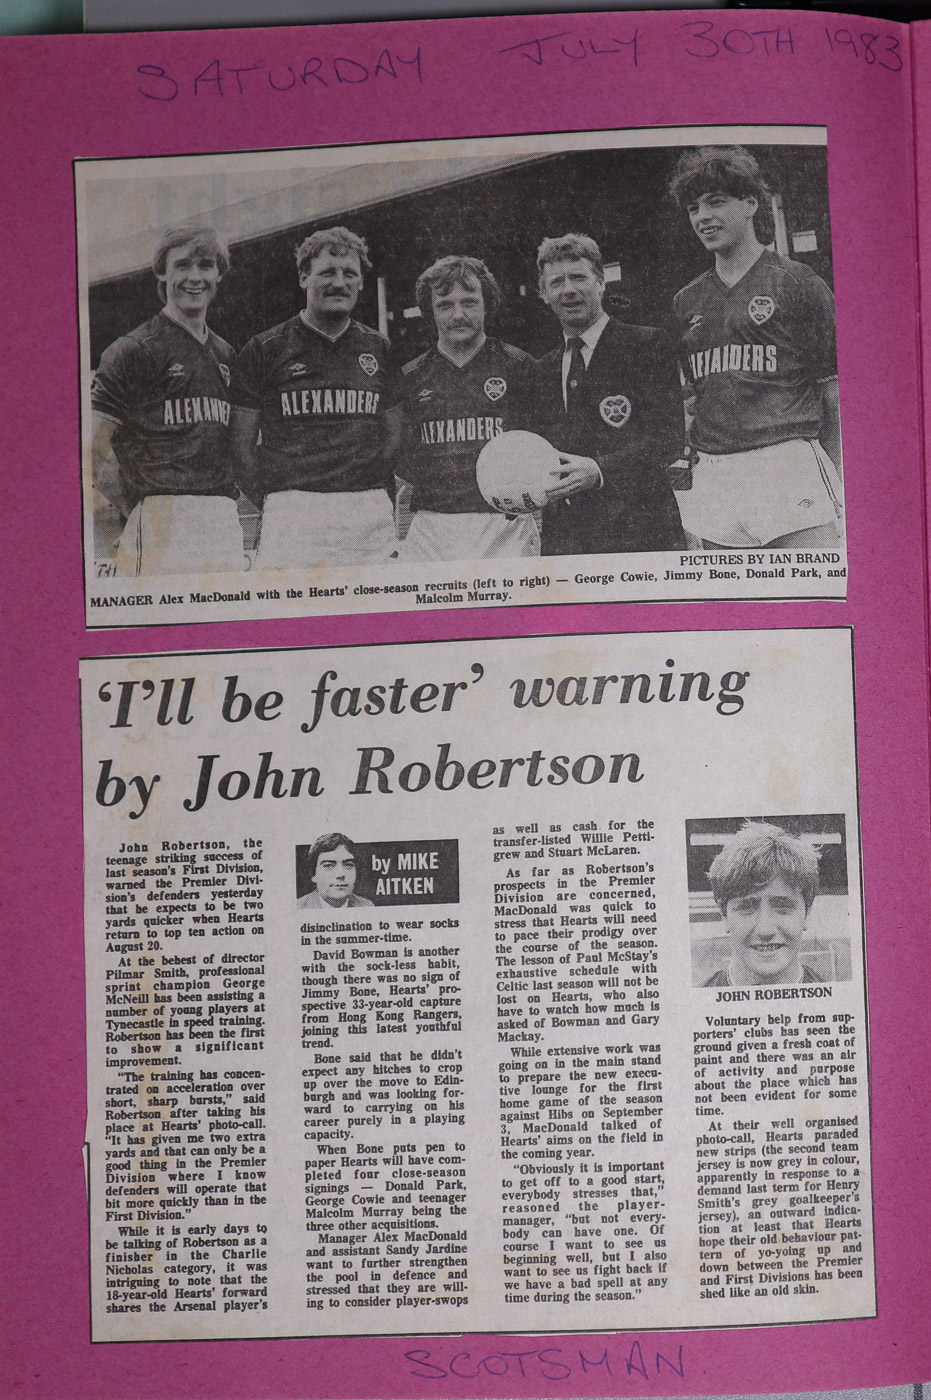 SATURDAY JULY 30TH 1983
ALEXANDE
ALEXANDERS
ALEXANDERS
PICTURES BY IAN BRAND
MANAGER Alex MacDonald with the Hearts' close-season recruits (left to right) — George Cowie, Jimmy Bone, Donald Park, and
Malcolm Murray.
'I'll be faster' warning
by John Robertson
John Robertson, the
teenage striking success of
last season's First Division,
warned the Premier Divi-
sion's defenders yesterday
that he expects to be two
yards quicker when Hearts
return to top ten action on
August 20.
At the behest of director
Pilmar Smith, professional
sprint champion George
McNeill has been assisting a
number of young players at
Tynecastle in speed training.
Robertson has been the first
to show a significant
improvement.
"The training has concen-
trated on acceleration over
short, sharp bursts," said
Robertson after taking his
place at Hearts' photo-call.
"It has given me two extra
yards and that can only be a
good thing in the Premier
Division where I know
defenders will operate that
bit more quickly than in the
First Division."
While it is early days to
be talking of Robertson as a
finisher in the Charlie
Nicholas category, it was
intriguing to note that the
18-year-old Hearts' forward
shares the Arsenal player's
by MIKE
AITKEN
disinclination to wear socks
in the summer-time.
David Bowman is another
with the sock-less habit,
though there was no sign of
Jimmy Bone, Hearts' pro-
spective 33-year-old capture
from Hong Kong Rangers,
joining this latest youthful
trend.
Bone said that he didn't
expect any hitches to crop
up over the move to Edin-
burgh and was looking for-
ward to carrying on his
career purely in a playing
capacity.
When Bone puts pen to
paper Hearts will have com-
pleted four close-season
signings — Donald Park,
George Cowie and teenager
Malcolm Murray being the
three other acquisitions.
Manager Alex MacDonald
and assistant Sandy Jardine
want to further strengthen
the pool in defence and
stressed that they are will-
ing to consider player-swops
as well as cash for the
transfer-listed Willie Petti-
grew and Stuart McLaren.
As far as Robertson's
prospects in the Premier
Division are concerned,
MacDonald was quick to
stress that Hearts will need
to pace their prodigy over
the course of the season.
The lesson of Paul McStay's
exhaustive schedule with
Celtic last season will not be
lost on Hearts, who also
have to watch how much is
asked of Bowman and Gary
Mackay.
While extensive work was
going on in the main stand
to prepare the new execu-
tive lounge for the first
home game of the season
against Hibs on September
3, MacDonald talked of
Hearts' aims on the field in
the coming year.
"Obviously it is important
to get off to a good start,
everybody stresses that,"
reasoned the player-
manager, "but not every-
body can have one. Of
course I want to see us
beginning well, but I also
want to see us fight back if
we have a bad spell at any
time during the season."
JOHN ROBERTSON
Voluntary help from sup-
porters' clubs has seen the
ground given a fresh coat of
paint and there was an air
of activity and purpose
about the place which has
not been evident for some
time.
At their well organised
photo-call, Hearts paraded
new strips (the second team
jersey is now grey in colour,
apparently in response to a
demand last term for Henry
Smith's grey goalkeeper's
jersey), an outward indica-
tion at least that Hearts
hope their old behaviour pat-
tern of yo-yoing up and
down between the Premier
and First Divisions has been
shed like an old skin.
SCOTSMAN